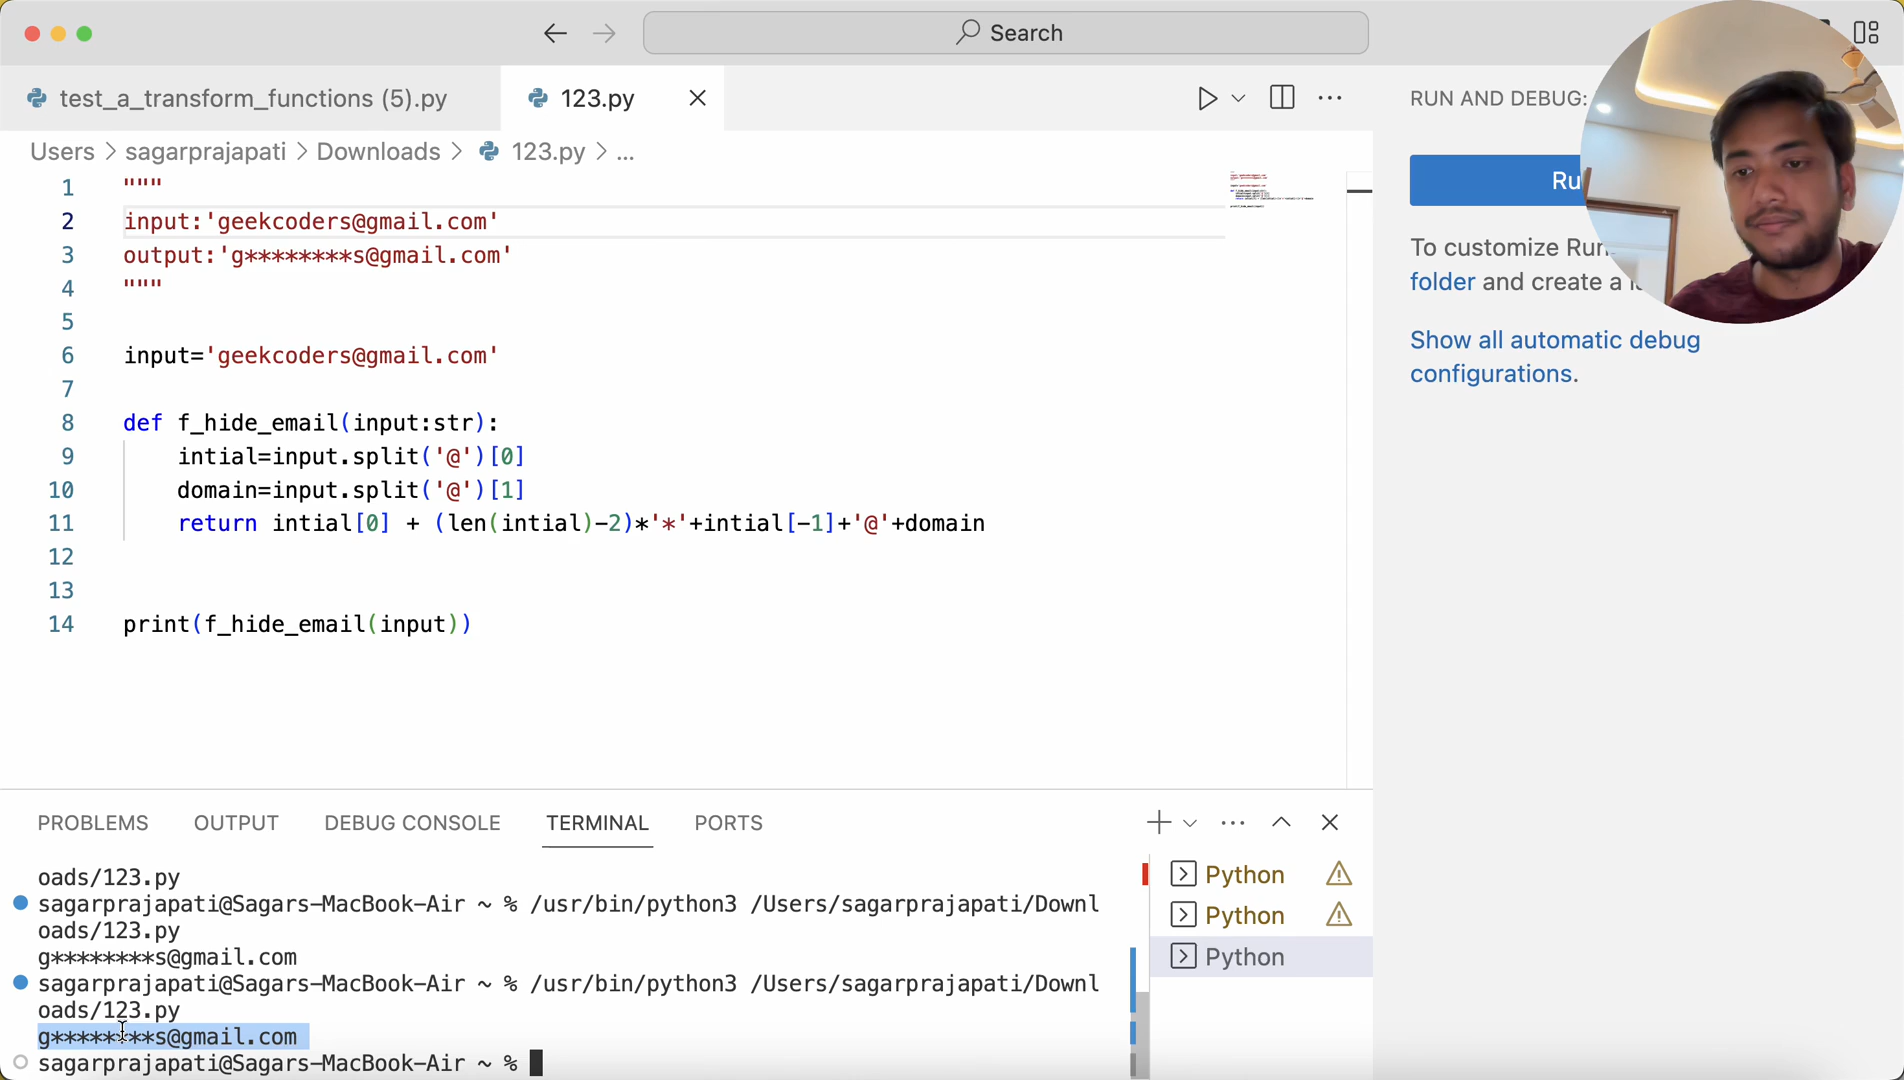 Search
test_a_transform_functions (5).py
123.py
RUN AND DEBUG:
Users > sagarprajapati > Downloads > 123.py > ...
1 """
2 input:'geekcoders@gmail.com'
3 output:'g********s@gmail.com'
4 """
5
6 input='geekcoders@gmail.com'
7
8 def f_hide_email(input:str):
9 intial=input.split('@')[0]
10 domain=input.split('@')[1]
11 return intial[0] + (len(intial)-2)*'*'+intial[-1]+'@'+domain
12
13
14 print(f_hide_email(input))
To customize Run
folder and create a
Show all automatic debug
configurations.
PROBLEMS OUTPUT DEBUG CONSOLE TERMINAL PORTS
oads/123.py
sagarprajapati@Sagars-MacBook-Air ~ % /usr/bin/python3 /Users/sagarprajapati/Downl
oads/123.py
g********s@gmail.com
sagarprajapati@Sagars-MacBook-Air ~ % /usr/bin/python3 /Users/sagarprajapati/Downl
oads/123.py
g********s@gmail.com
sagarprajapati@Sagars-MacBook-Air ~ %
Python
Python
Python